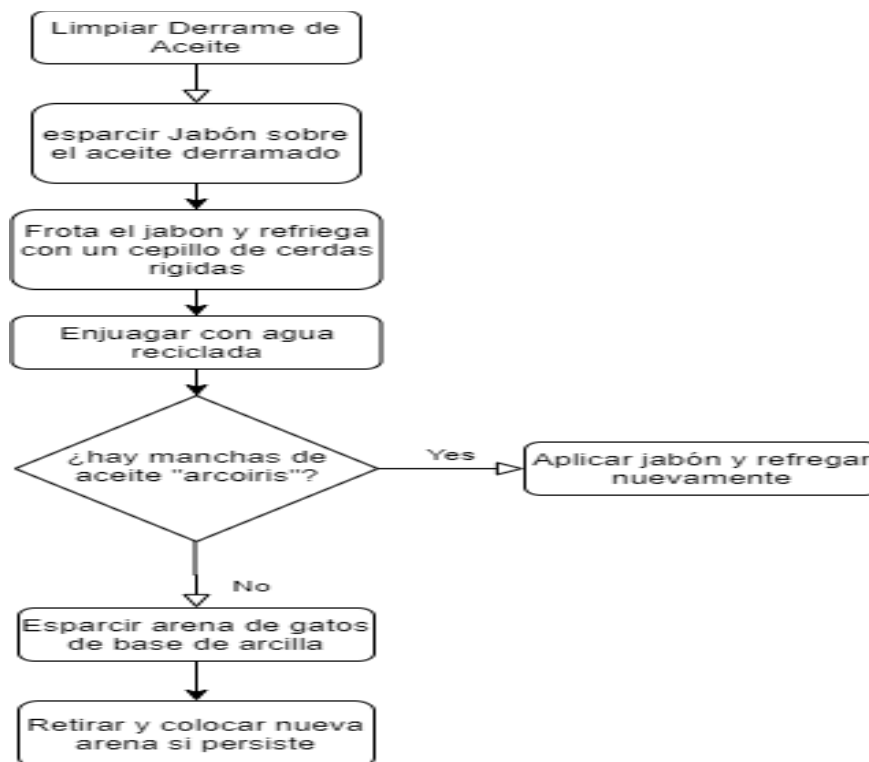 Limpiar Derrame de
Aceite
esparcir Jabón sobre
el aceite derramado
Frota el jabon y refriega
con un cepillo de cerdas
rigidas
Enjuagar con agua
reciclada
¿hay manchas de
aceite "arcoiris"?
Yes
Aplicar jabón y refregar
nuevamente
No
Esparcir arena de gatos
de base de arcilla
Retirar y colocar nueva
arena si persiste